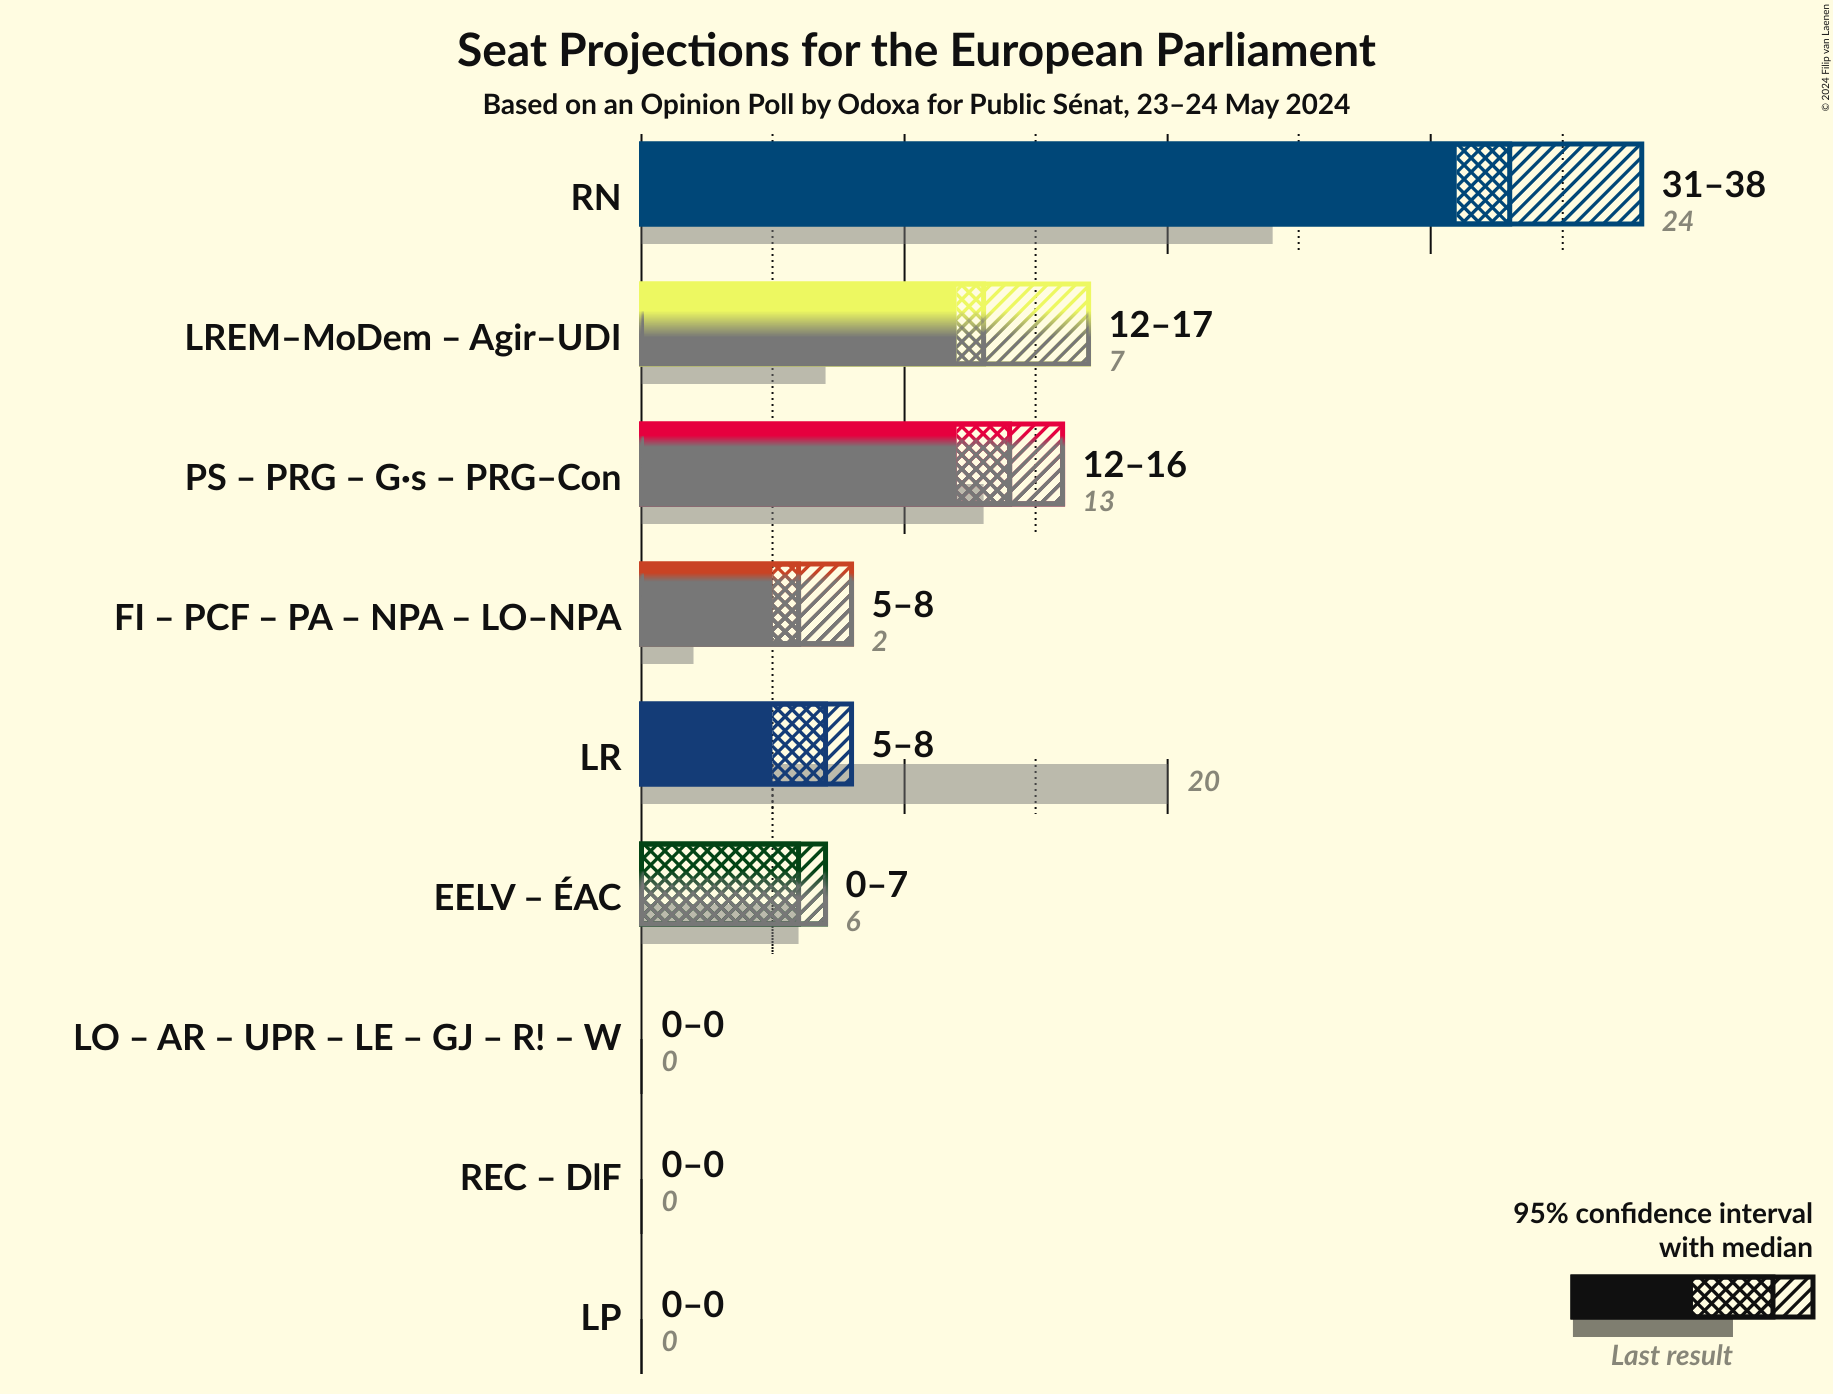 Seat Projections for the European Parliament
Based on an Opinion Poll by Odoxa for Public Sénat, 23–24 May 2024
© 2024 Filip van Laenen
RN
31–38
24
LREM–MoDem – Agir–UDI
12–17
7
PS – PRG – G·s – PRG–Con
12–16
13
FI – PCF – PA – NPA – LO–NPA
5–8
2
LR
5–8
20
EELV – ÉAC
0–7
6
LO – AR – UPR – LE – GJ – R! – W
0–0
0
REC – DlF
0–0
0
LP
0–0
0
95% confidence interval
with median
Last result